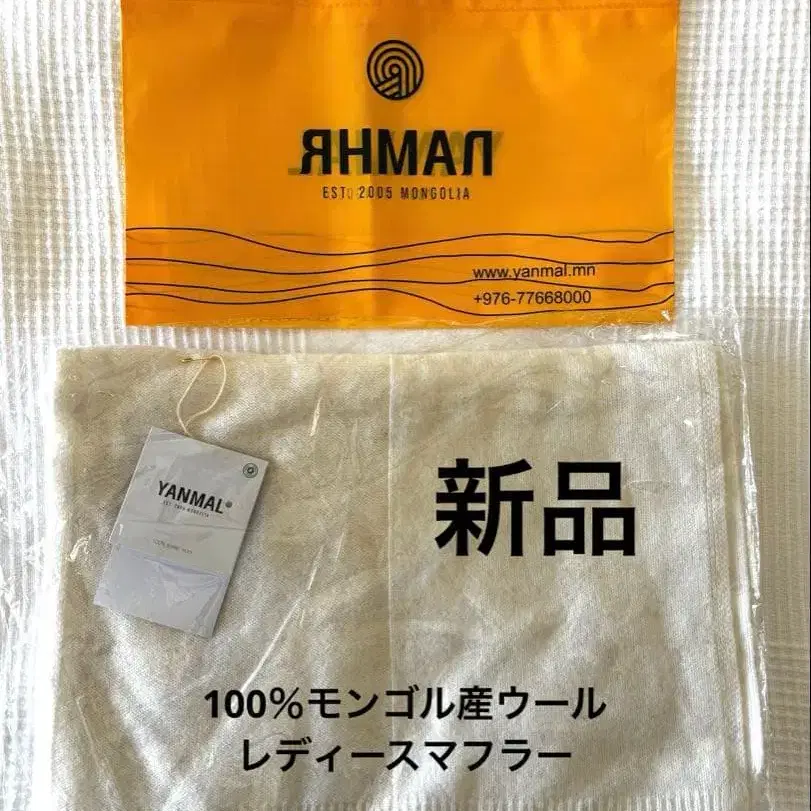 ЯНМАЛ
EST. 2005 MONGOLIA
www.yanmal.mn
+976-77668000
YANMAL®
新品
100%モンゴル産ウール
レディースマフラー